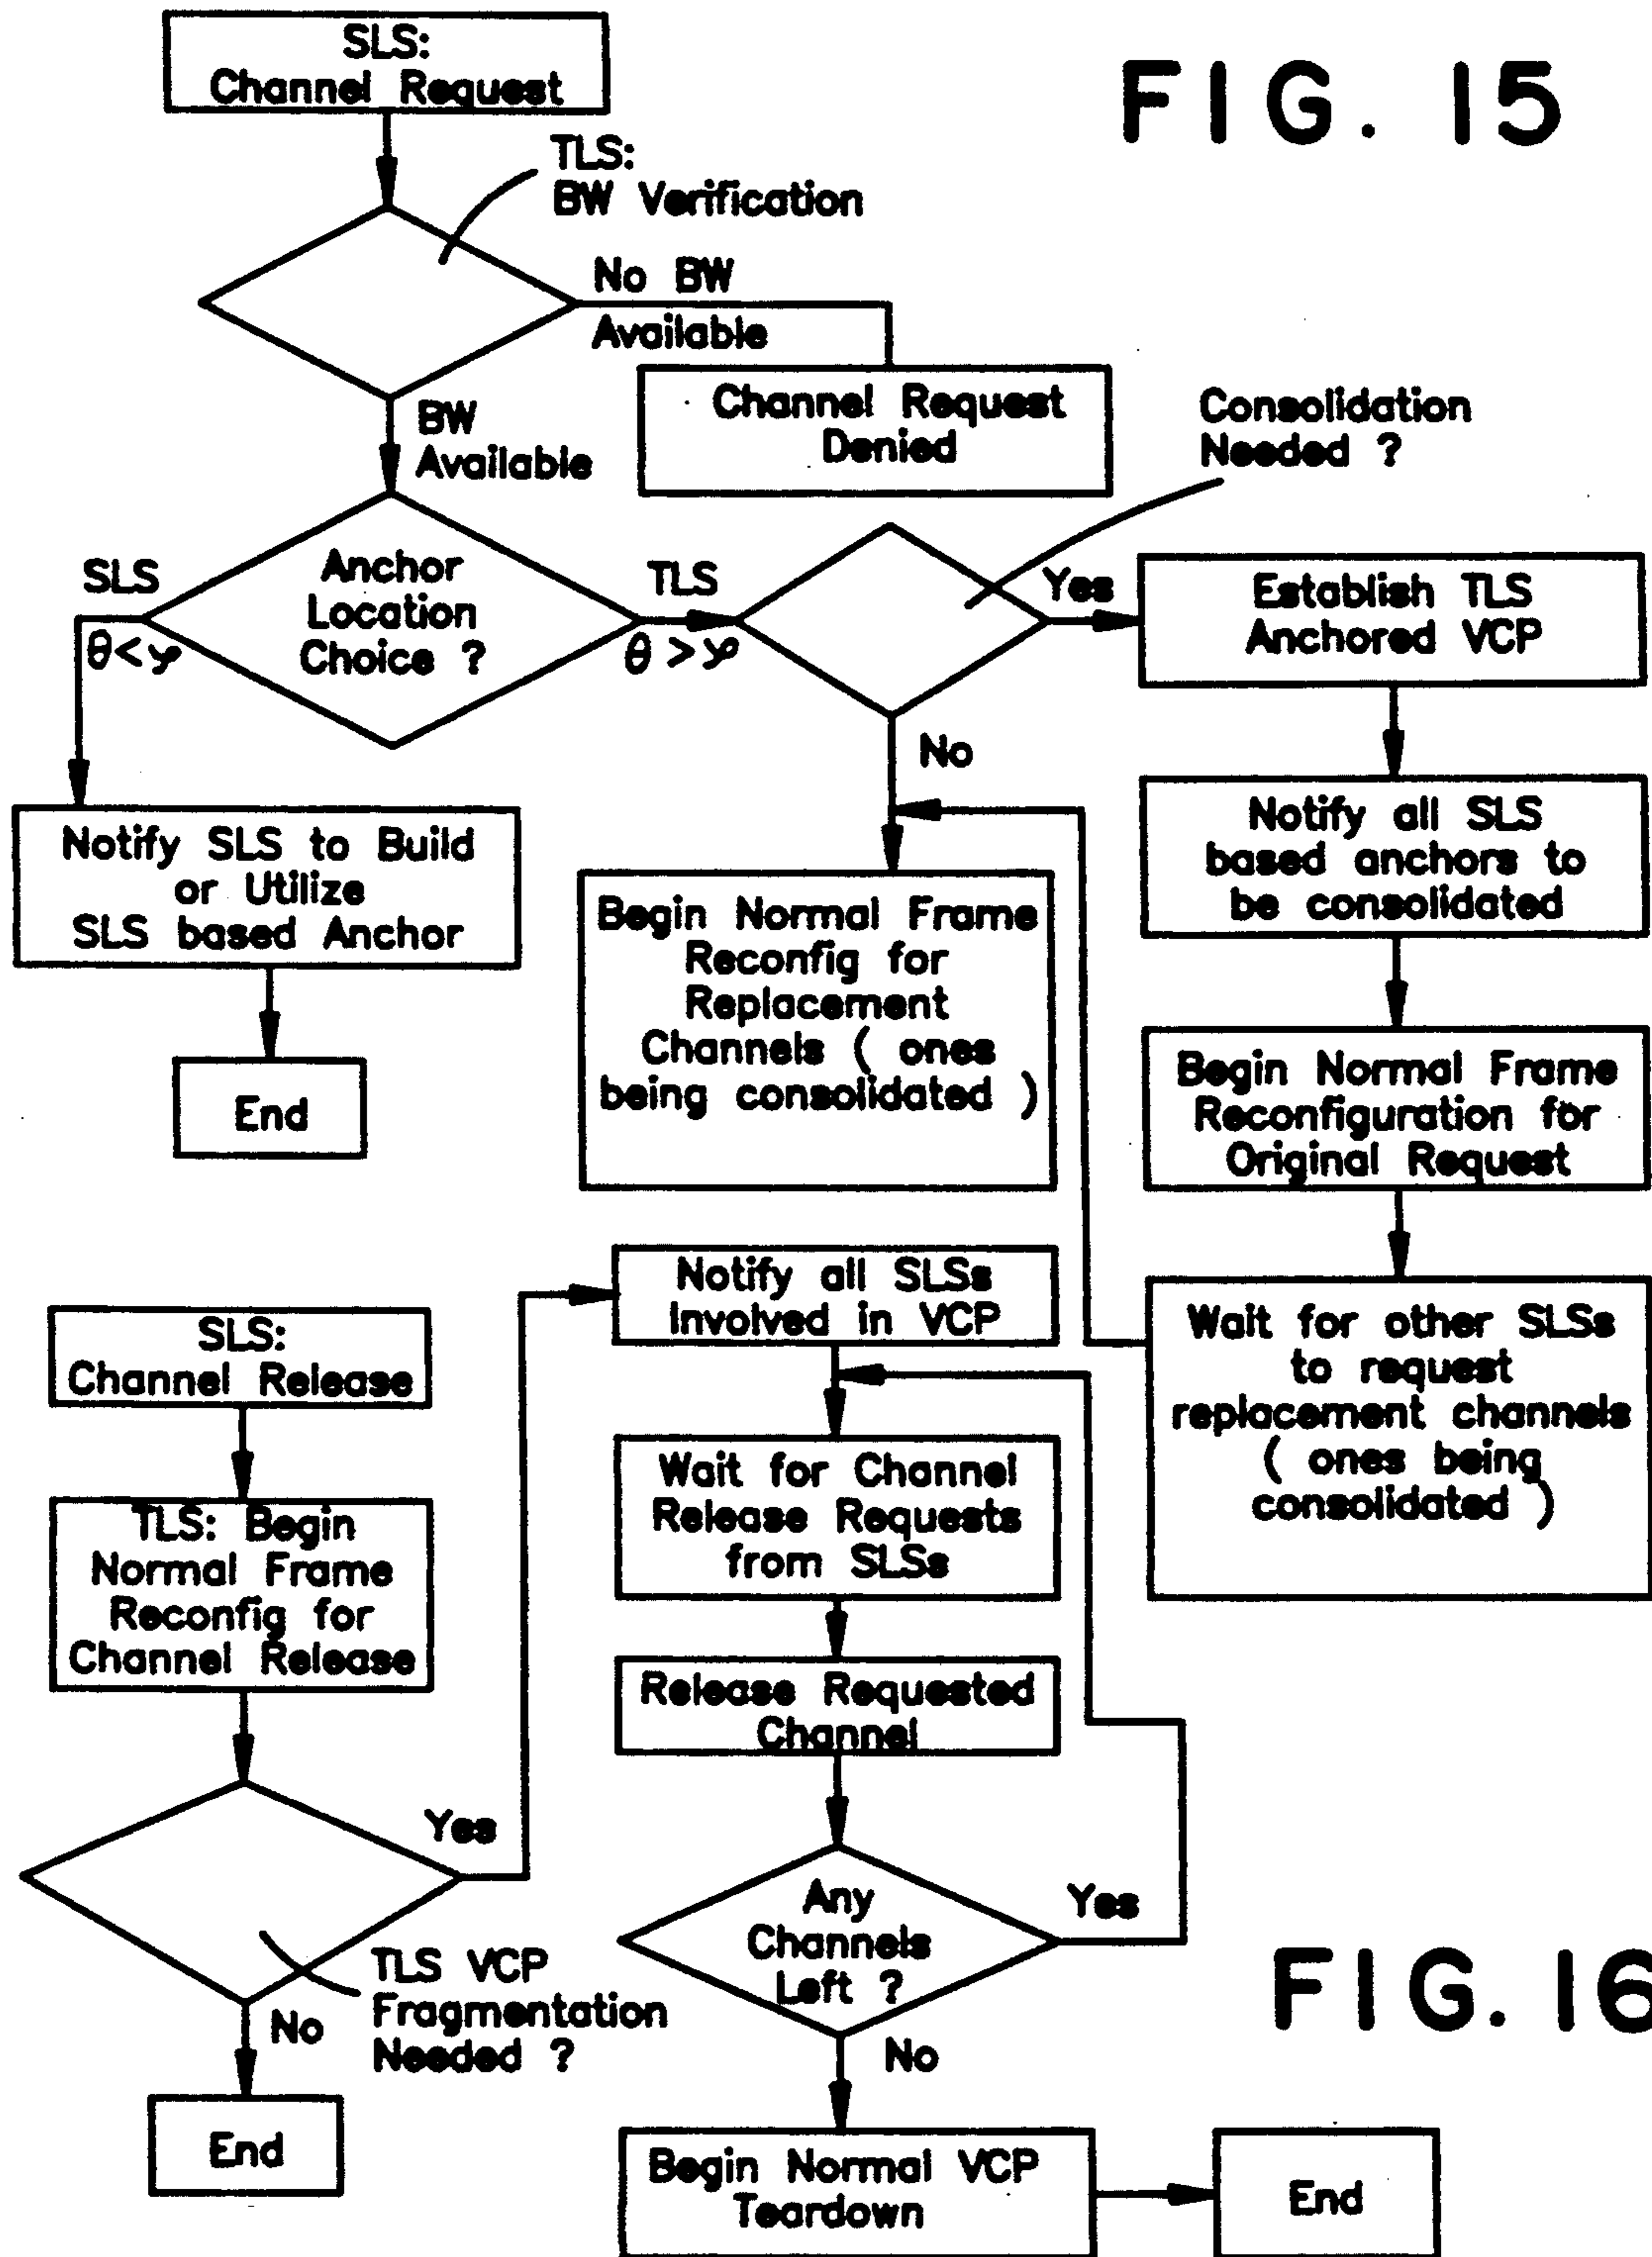 FIG. 15
SLS:
Channel Request
TLS:
BW Verification
No BW
Available
Channel Request
Denied
BW
Available
Consolidation
Needed ?
Anchor
Location
Choice ?
SLS
θ<φ
TLS
θ>φ
Yes
Establish TLS
Anchored VCP
No
Notify SLS to Build
or Utilize
SLS based Anchor
End
Begin Normal Frame
Reconfig for
Replacement
Channels ( ones
being consolidated )
Notify all SLS
based anchors to
be consolidated
Begin Normal Frame
Reconfiguration for
Original Request
Wait for other SLSs
to request
replacement channels
( ones being
consolidated )
SLS:
Channel Release
TLS: Begin
Normal Frame
Reconfig for
Channel Release
Yes
TLS VCP
Fragmentation
Needed ?
No
End
Notify all SLSs
Involved in VCP
Wait for Channel
Release Requests
from SLSs
Release Requested
Channel
Any
Channels
Left ?
Yes
No
Begin Normal VCP
Teardown
End
FIG. 16